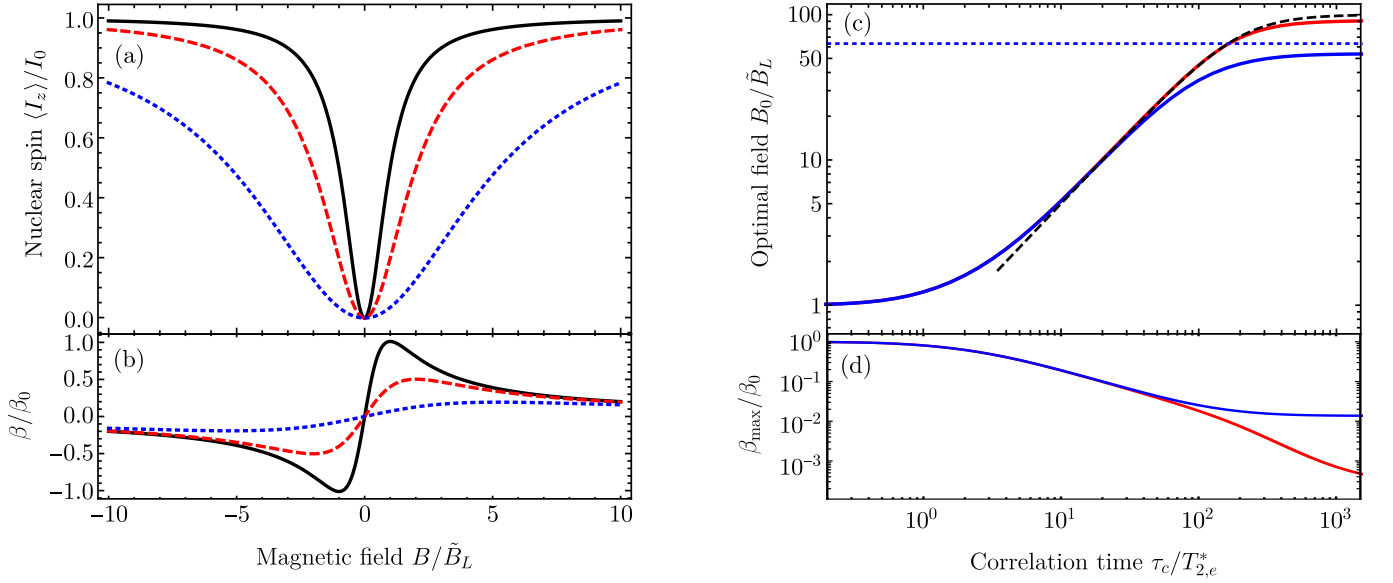 (a)
Nuclear spin ⟨I_z⟩/I_0
1.0
0.8
0.6
0.4
0.2
0.0
(b)
β/β_0
1.0
0.5
0.0
−0.5
−1.0
−10
−5
0
5
10
Magnetic field B/B̃_L
(c)
Optimal field B_0/B̃_L
100
50
10
5
1
(d)
β_max/β_0
10^0
10^−1
10^−2
10^−3
10^0
10^1
10^2
10^3
Correlation time τ_c/T*_2,e